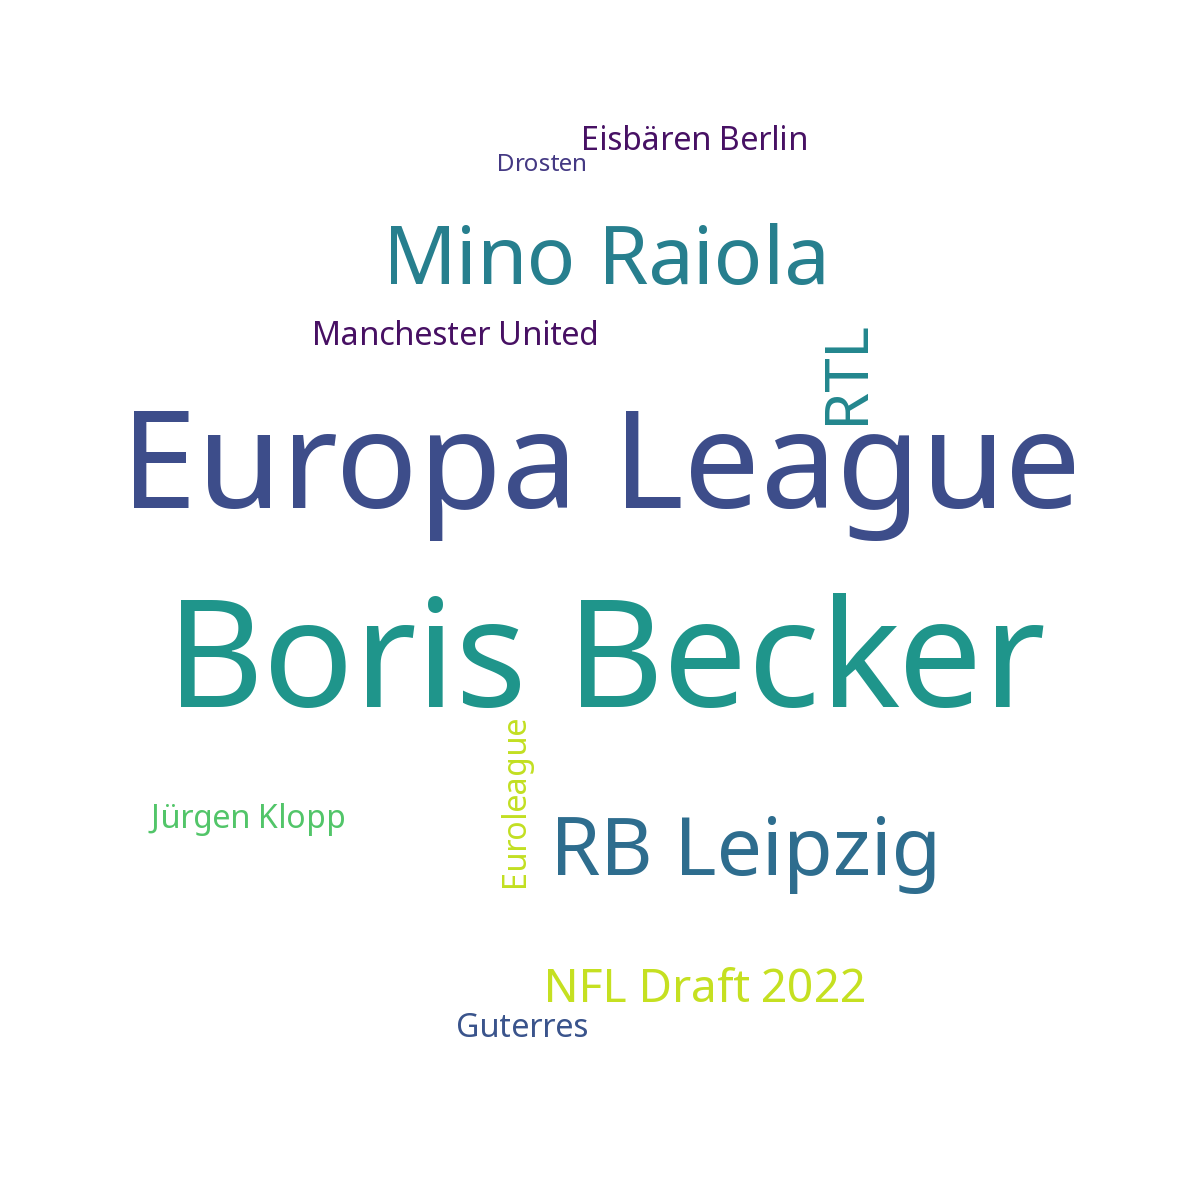 Eisbären Berlin
Drosten
Mino Raiola
Manchester United
RTL
Europa League
Boris Becker
Euroleague
Jürgen Klopp
RB Leipzig
NFL Draft 2022
Guterres